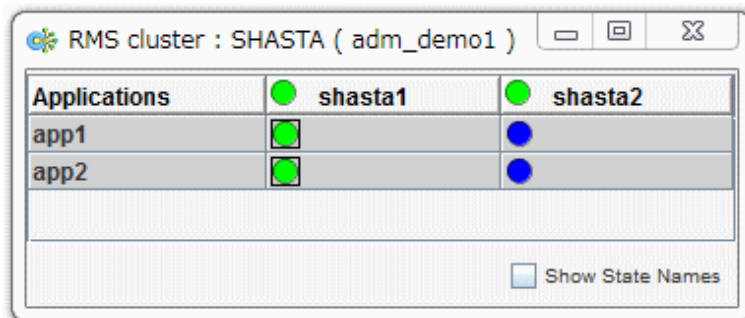 RMS cluster : SHASTA ( adm_demo1 )
Applications shasta1 shasta2
app1
app2
Show State Names